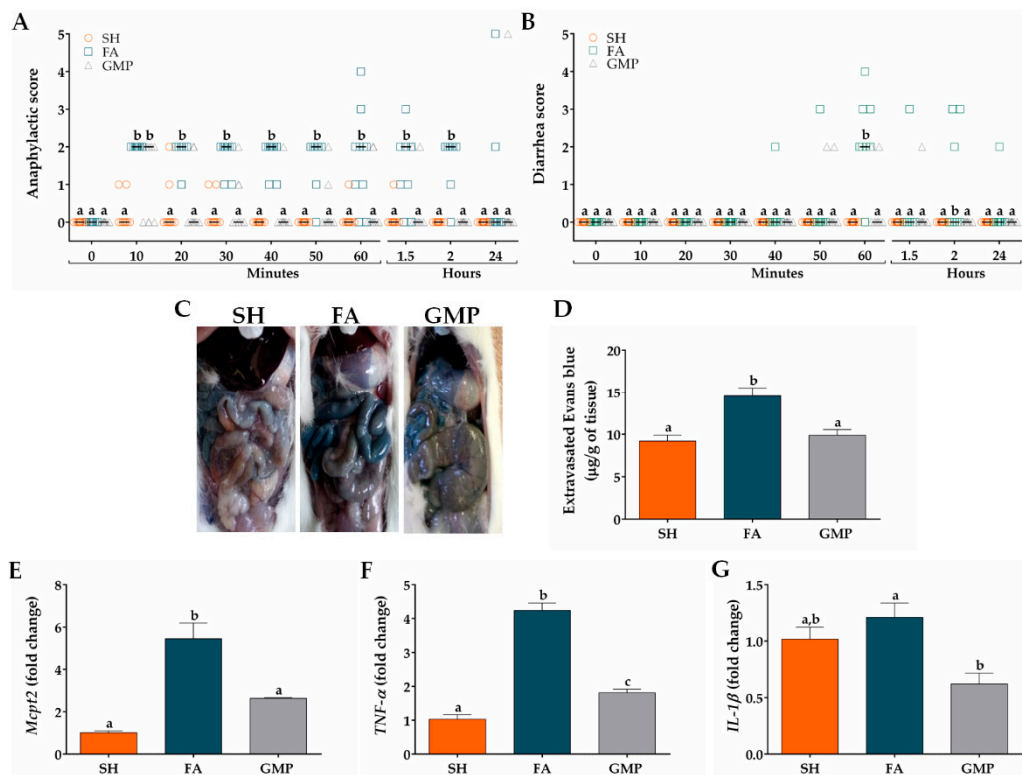 A
B
SH
FA
GMP
Anaphylactic score
5
4
3
2
1
0
b b b b b b b b b
a a a a a a a a a a a a a a a a a a a a a
0 10 20 30 40 50 60 1.5 2 24
Minutes Hours
SH
FA
GMP
Diarrhea score
5
4
3
2
1
0
b
a a a a a a a a a a a a a a a a a a a a a a a a a b a a a a
0 10 20 30 40 50 60 1.5 2 24
Minutes Hours
C
SH FA GMP
D
Extravasated Evans blue
(µg/g of tissue)
20
15
10
5
0
a b a
SH FA GMP
E
Mcpt2 (fold change)
8
6
4
2
0
a b a
SH FA GMP
F
TNF-α (fold change)
5
4
3
2
1
0
a b c
SH FA GMP
G
IL-1β (fold change)
1.5
1.0
0.5
0.0
a,b a b
SH FA GMP